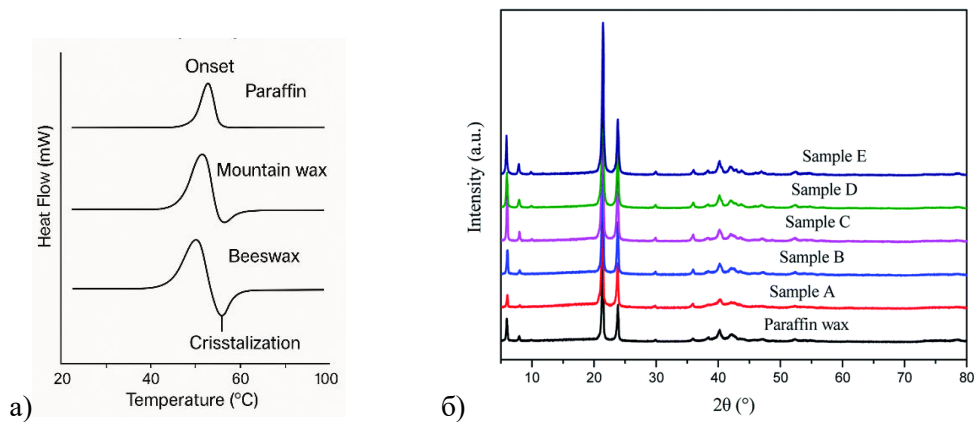 Onset
Paraffin
Mountain wax
Beeswax
Crisstalization
Heat Flow (mW)
20 40 60 80 100
Temperature (°C)
а)
Sample E
Sample D
Sample C
Sample B
Sample A
Paraffin wax
Intensity (a.u.)
10 20 30 40 50 60 70 80
2θ (°)
б)